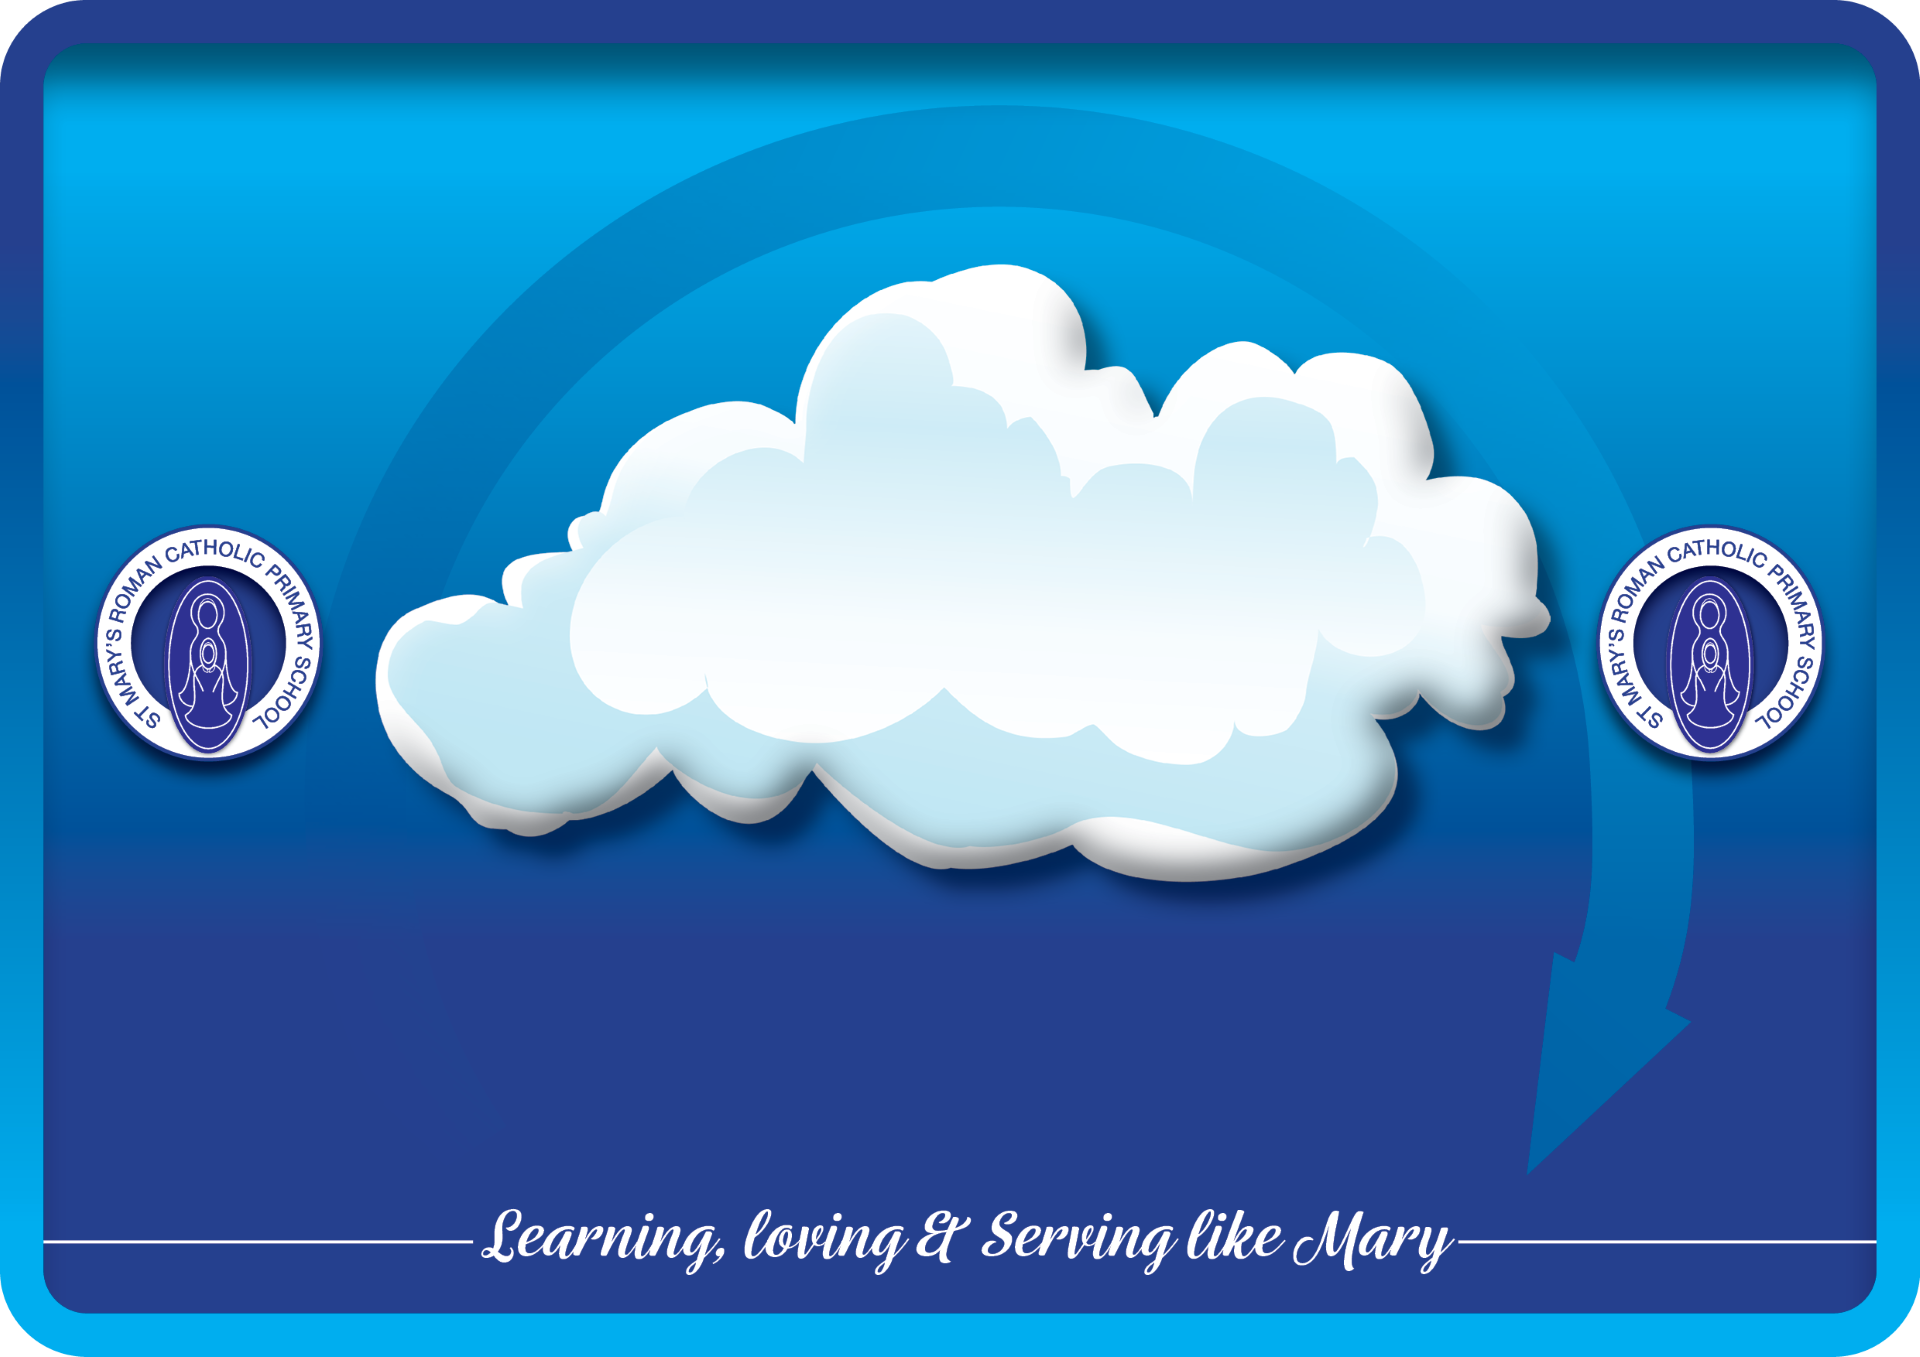 ST MARY'S ROMAN CATHOLIC PRIMARY SCHOOL
ST MARY'S ROMAN CATHOLIC PRIMARY SCHOOL
Learning, loving & Serving like Mary